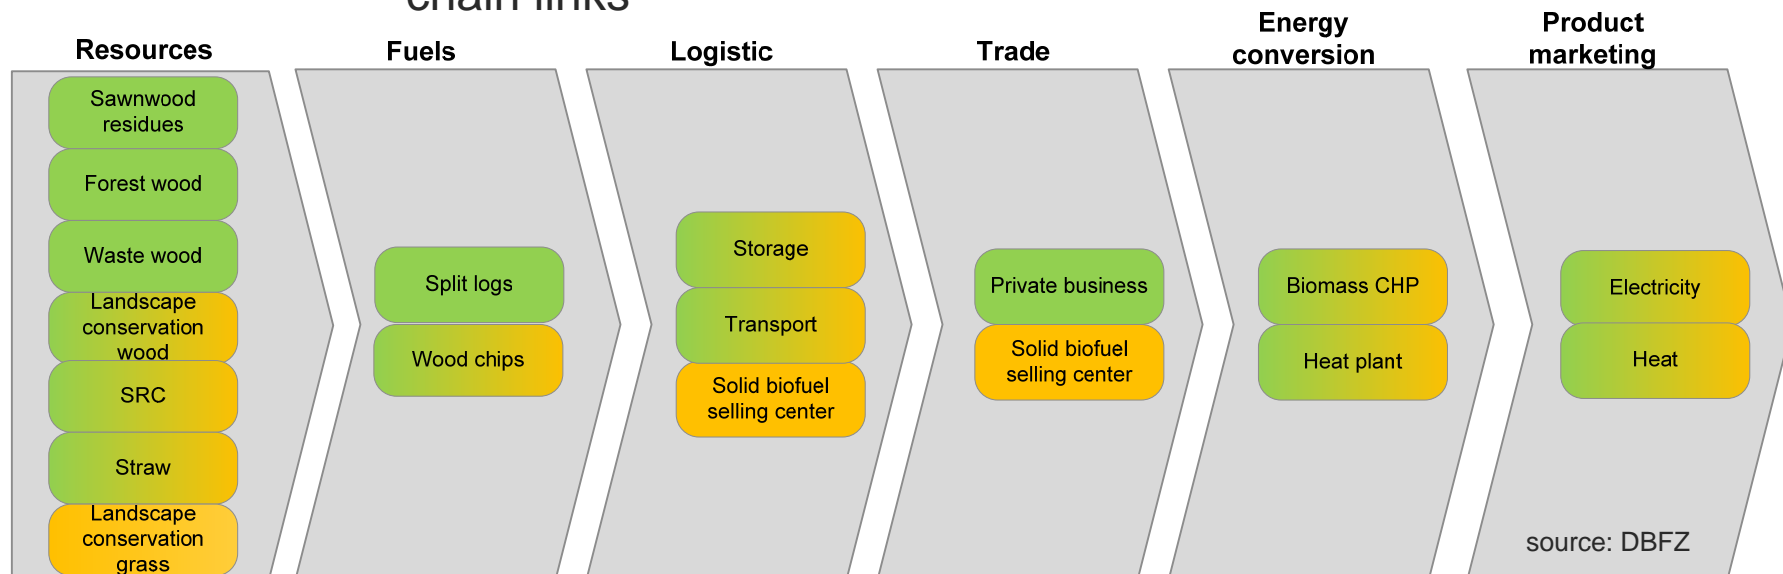 chain links
Resources
Fuels
Logistic
Trade
Energy
conversion
Product
marketing
Sawnwood
residues
Forest wood
Waste wood
Landscape
conservation
wood
SRC
Straw
Landscape
conservation
grass
Split logs
Wood chips
Storage
Transport
Solid biofuel
selling center
Private business
Solid biofuel
selling center
Biomass CHP
Heat plant
Electricity
Heat
source: DBFZ